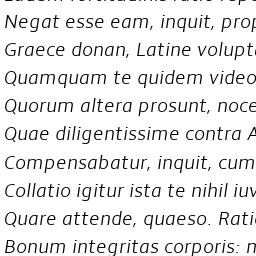 Negat esse eam, inquit, prop
Graece donan, Latine volupt
Quamquam te quidem video
Quorum altera prosunt, noce
Quae diligentissime contra A
Compensabatur, inquit, cum
Collatio igitur ista te nihil iuv
Quare attende, quaeso. Rati
Bonum integritas corporis: m